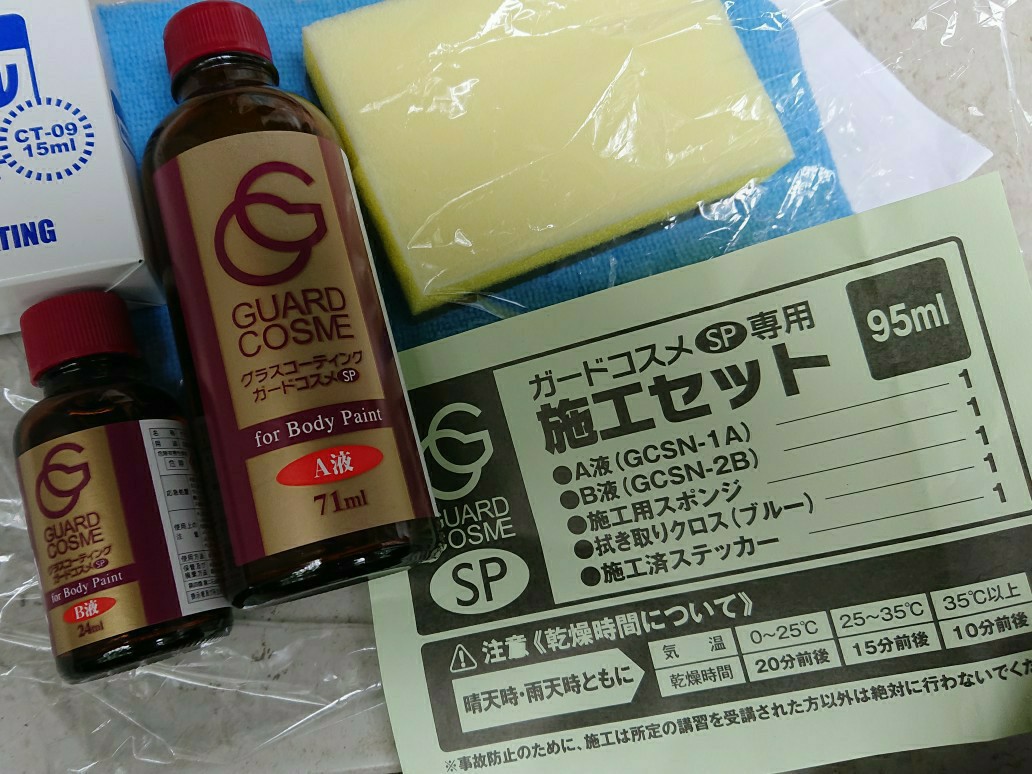 CT-09
15ml
TING
GUARD
COSME
グラスコーティング
ガードコスメSP
for Body Paint
A液
71ml
GUARD
COSME
グラスコーティング
ガードコスメSP
for Body Paint
B液
24ml
ガードコスメSP専用
施工セット
95ml
●A液(GCSN-1A) 1
●B液(GCSN-2B) 1
●施工用スポンジ 1
●拭き取りクロス(ブルー) 1
●施工済ステッカー 1
GUARD
COSME
SP
注意《乾燥時間について》
晴天時・雨天時ともに
気 温 0~25℃ 25~35℃ 35℃以上
乾燥時間 20分前後 15分前後 10分前後
※事故防止のために、施工は所定の講習を受講された方以外は絶対に行わないでくだ